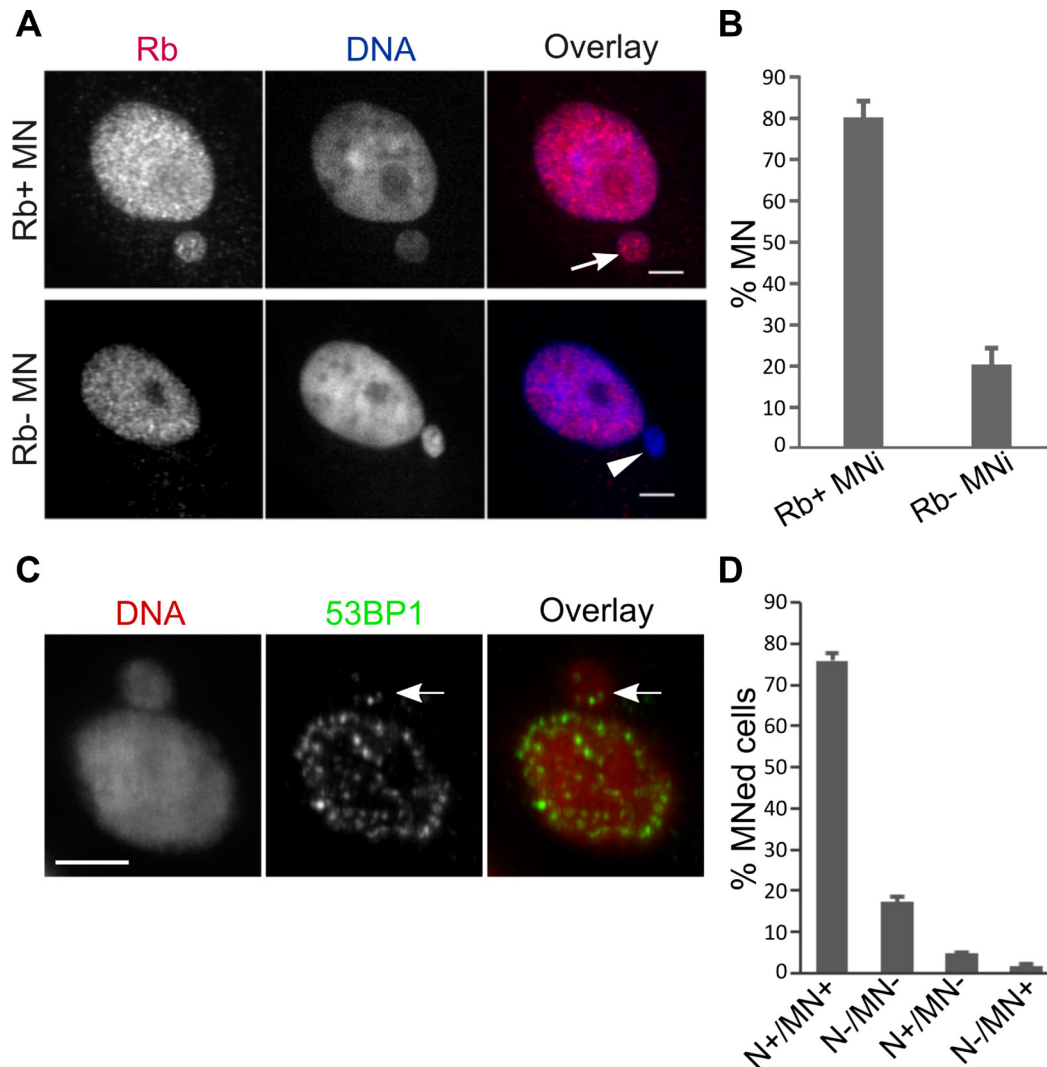 A
Rb
DNA
Overlay
Rb+ MN
Rb- MN
B
90
80
70
60
50
40
30
20
10
0
% MN
Rb+ MNi
Rb- MNi
C
DNA
53BP1
Overlay
D
90
80
70
60
50
40
30
20
10
0
% MNed cells
N+/MN+
N-/MN-
N+/MN-
N-/MN+